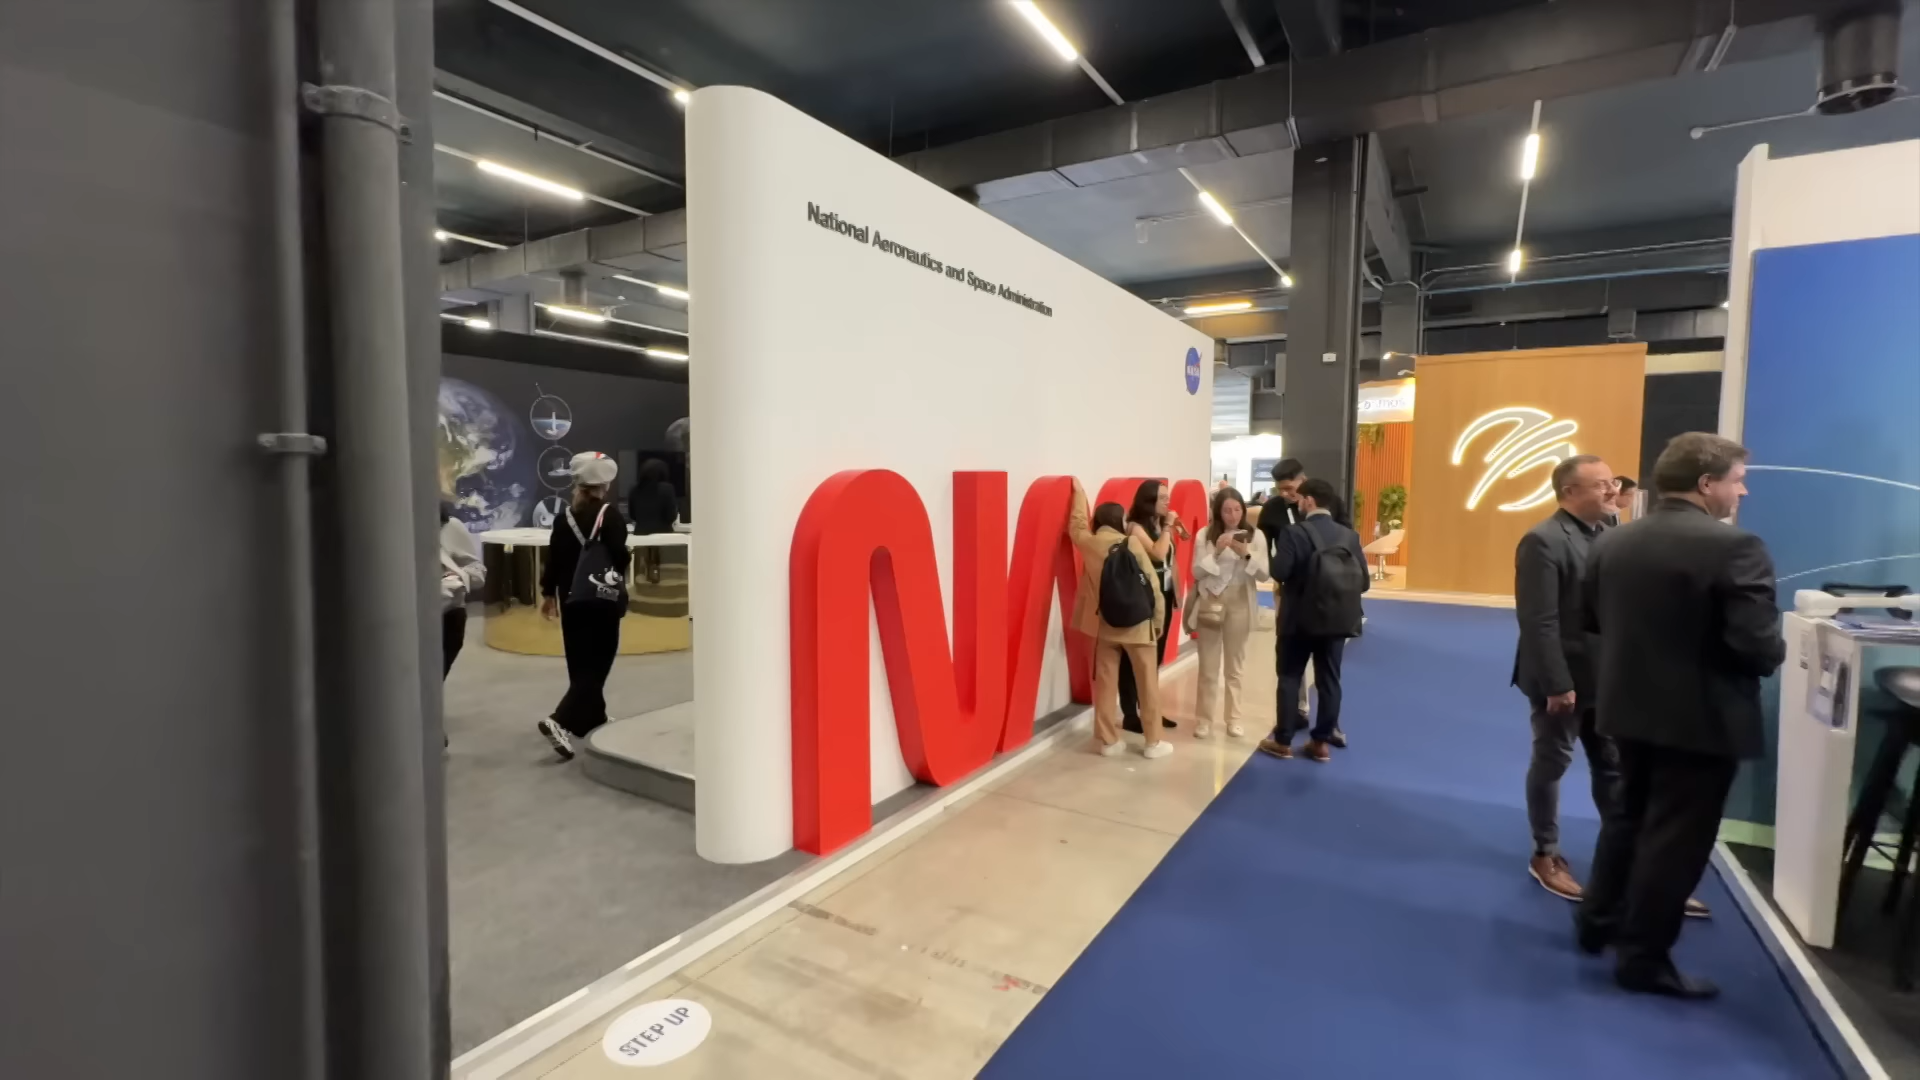 National Aeronautics and Space Administration
NASA
NASA
STEP UP